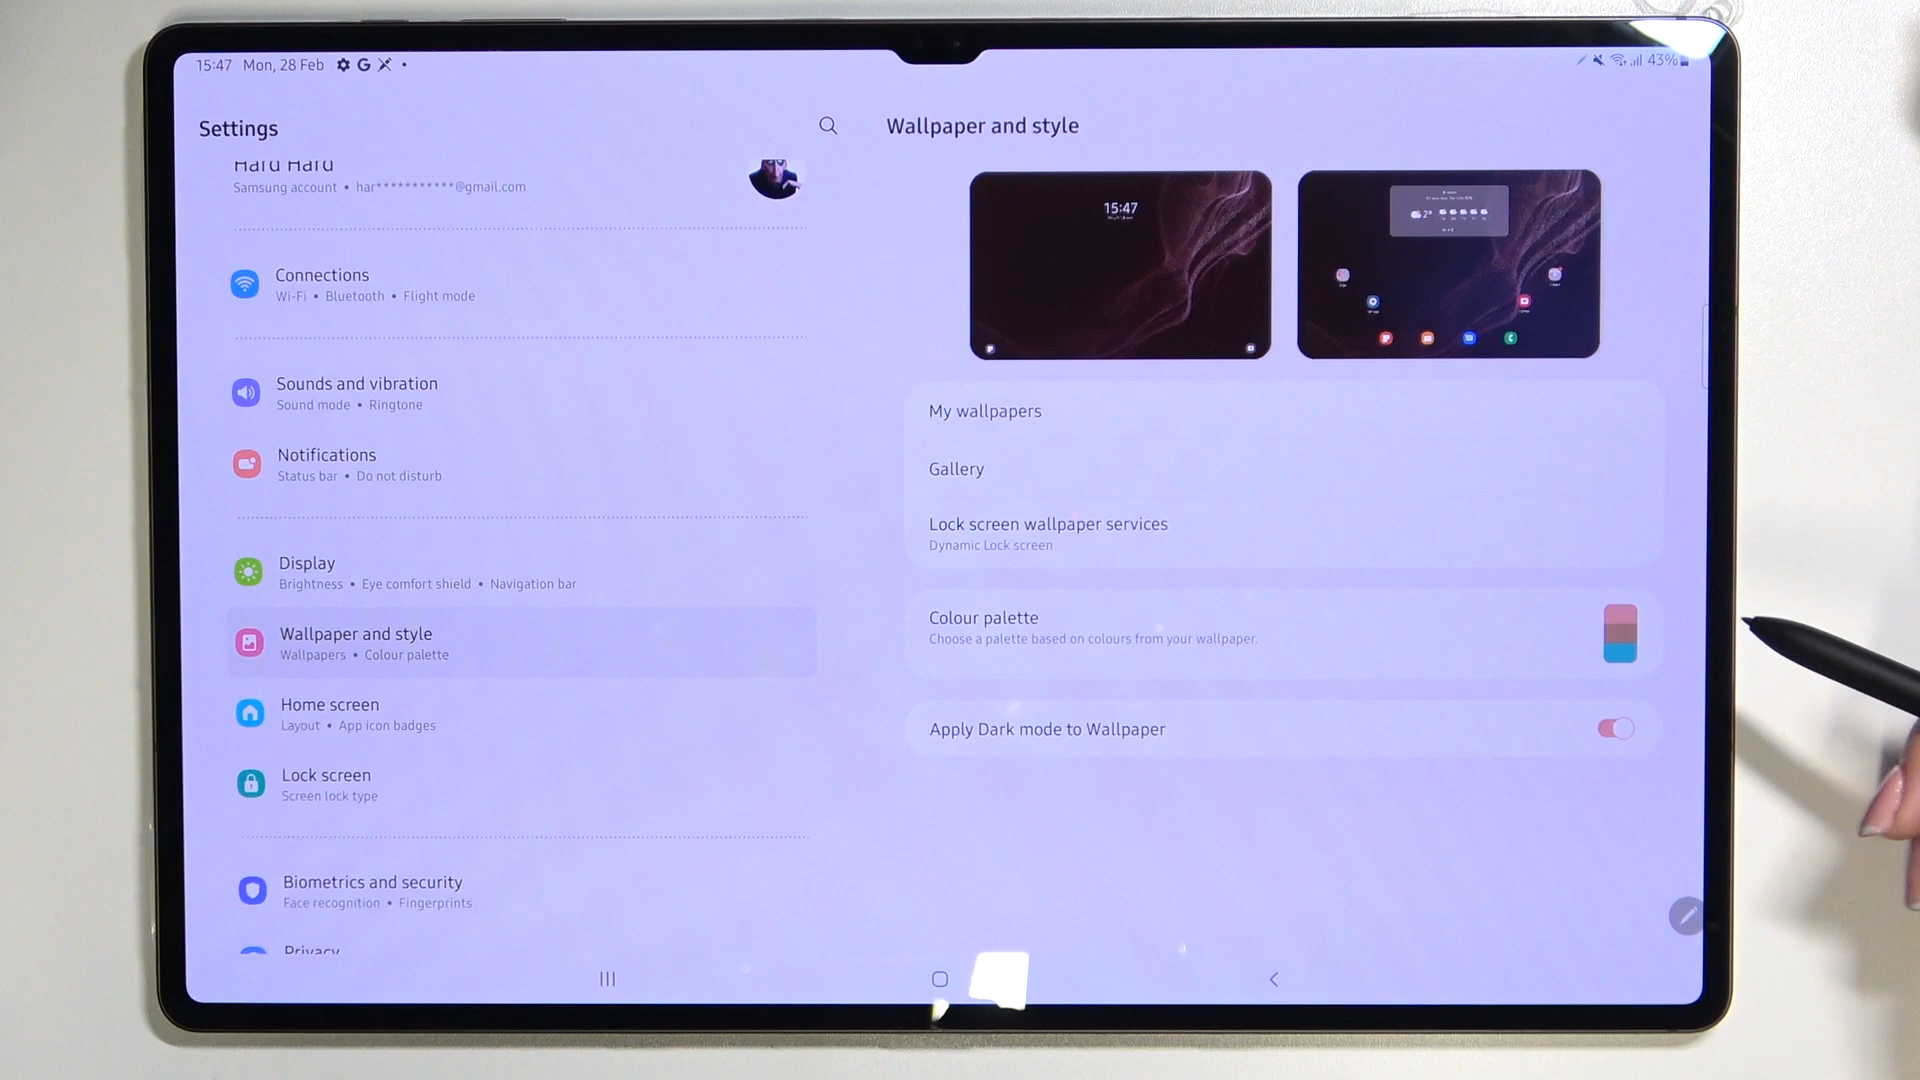 15:47 Mon, 28 Feb G
43%
Settings
Haru Haru
Samsung account • har***********@gmail.com
Connections
Wi-Fi • Bluetooth • Flight mode
Sounds and vibration
Sound mode • Ringtone
Notifications
Status bar • Do not disturb
Display
Brightness • Eye comfort shield • Navigation bar
Wallpaper and style
Wallpapers • Colour palette
Home screen
Layout • App icon badges
Lock screen
Screen lock type
Biometrics and security
Face recognition • Fingerprints
Privacy
Wallpaper and style
15:47
2°
My wallpapers
Gallery
Lock screen wallpaper services
Dynamic Lock screen
Colour palette
Choose a palette based on colours from your wallpaper.
Apply Dark mode to Wallpaper